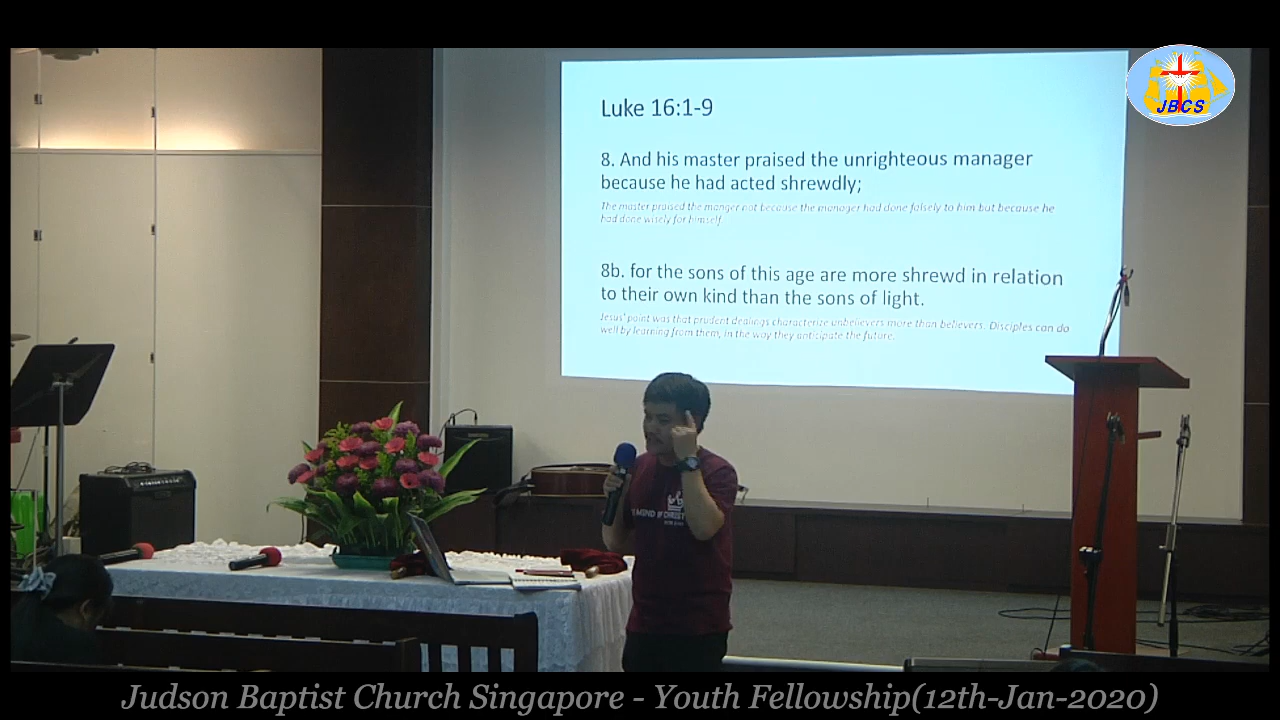 Luke 16:1-9
8. And his master praised the unrighteous manager
because he had acted shrewdly;
The master praised the manger not because the manager had done falsely to him but because he
had done wisely for himself.
8b. for the sons of this age are more shrewd in relation
to their own kind than the sons of light.
Jesus' point was that prudent dealings characterize unbelievers more than believers. Disciples can do
well by learning from them, in the way they anticipate the future.
JBCS
MIND OF CHRIST
Judson Baptist Church Singapore - Youth Fellowship(12th-Jan-2020)